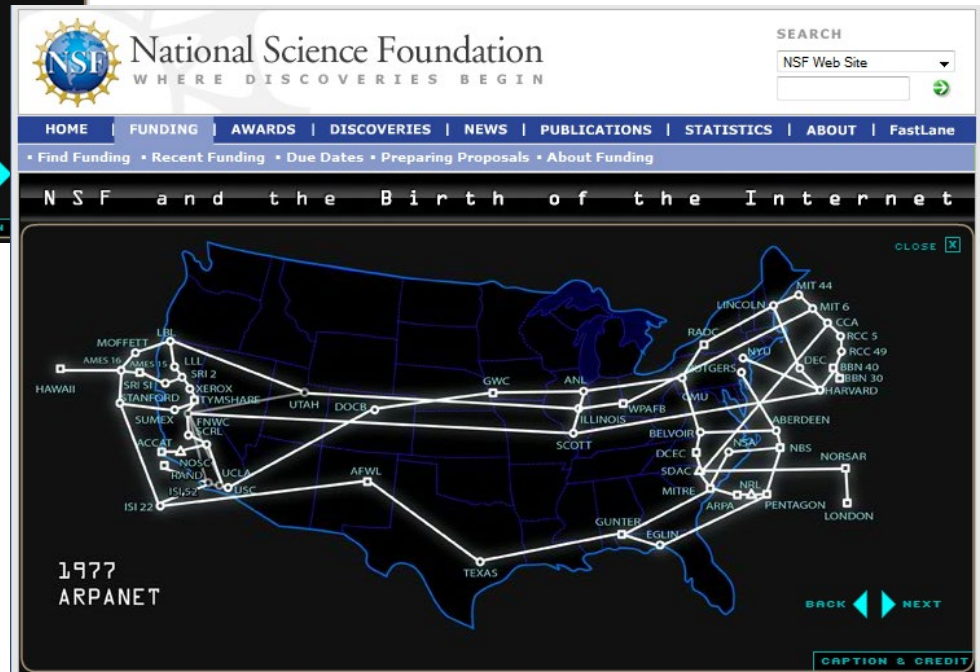 NSF
National Science Foundation
WHERE DISCOVERIES BEGIN
SEARCH
NSF Web Site
HOME | FUNDING | AWARDS | DISCOVERIES | NEWS | PUBLICATIONS | STATISTICS | ABOUT | FastLane
▪ Find Funding ▪ Recent Funding ▪ Due Dates ▪ Preparing Proposals ▪ About Funding
NSF and the Birth of the Internet
CLOSE X
MIT 44
LINCOLN
MIT 6
CCA
RADC
RCC 5
LBL
MOFFETT
NYU
RCC 49
AMES 16
AMES 15
LLL
DEC
BBN 40
SRI 2
RUTGERS
BBN 30
HAWAII
SRI 51
XEROX
GWC
ANL
HARVARD
STANFORD
TYMSHARE
UTAH
DOCB
WPAFB
CMU
SUMEX
FNWC
ILLINOIS
ABERDEEN
SCRL
SCOTT
BELVOIR
ACCAT
NSA
NBS
DCEC
NORSAR
NOSC
RAND
UCLA
AFWL
SDAC
ISI 52
USC
MITRE
NRL
ISI 22
ARPA
PENTAGON
LONDON
GUNTER
EGLIN
TEXAS
1977
ARPANET
BACK
NEXT
CAPTION & CREDIT